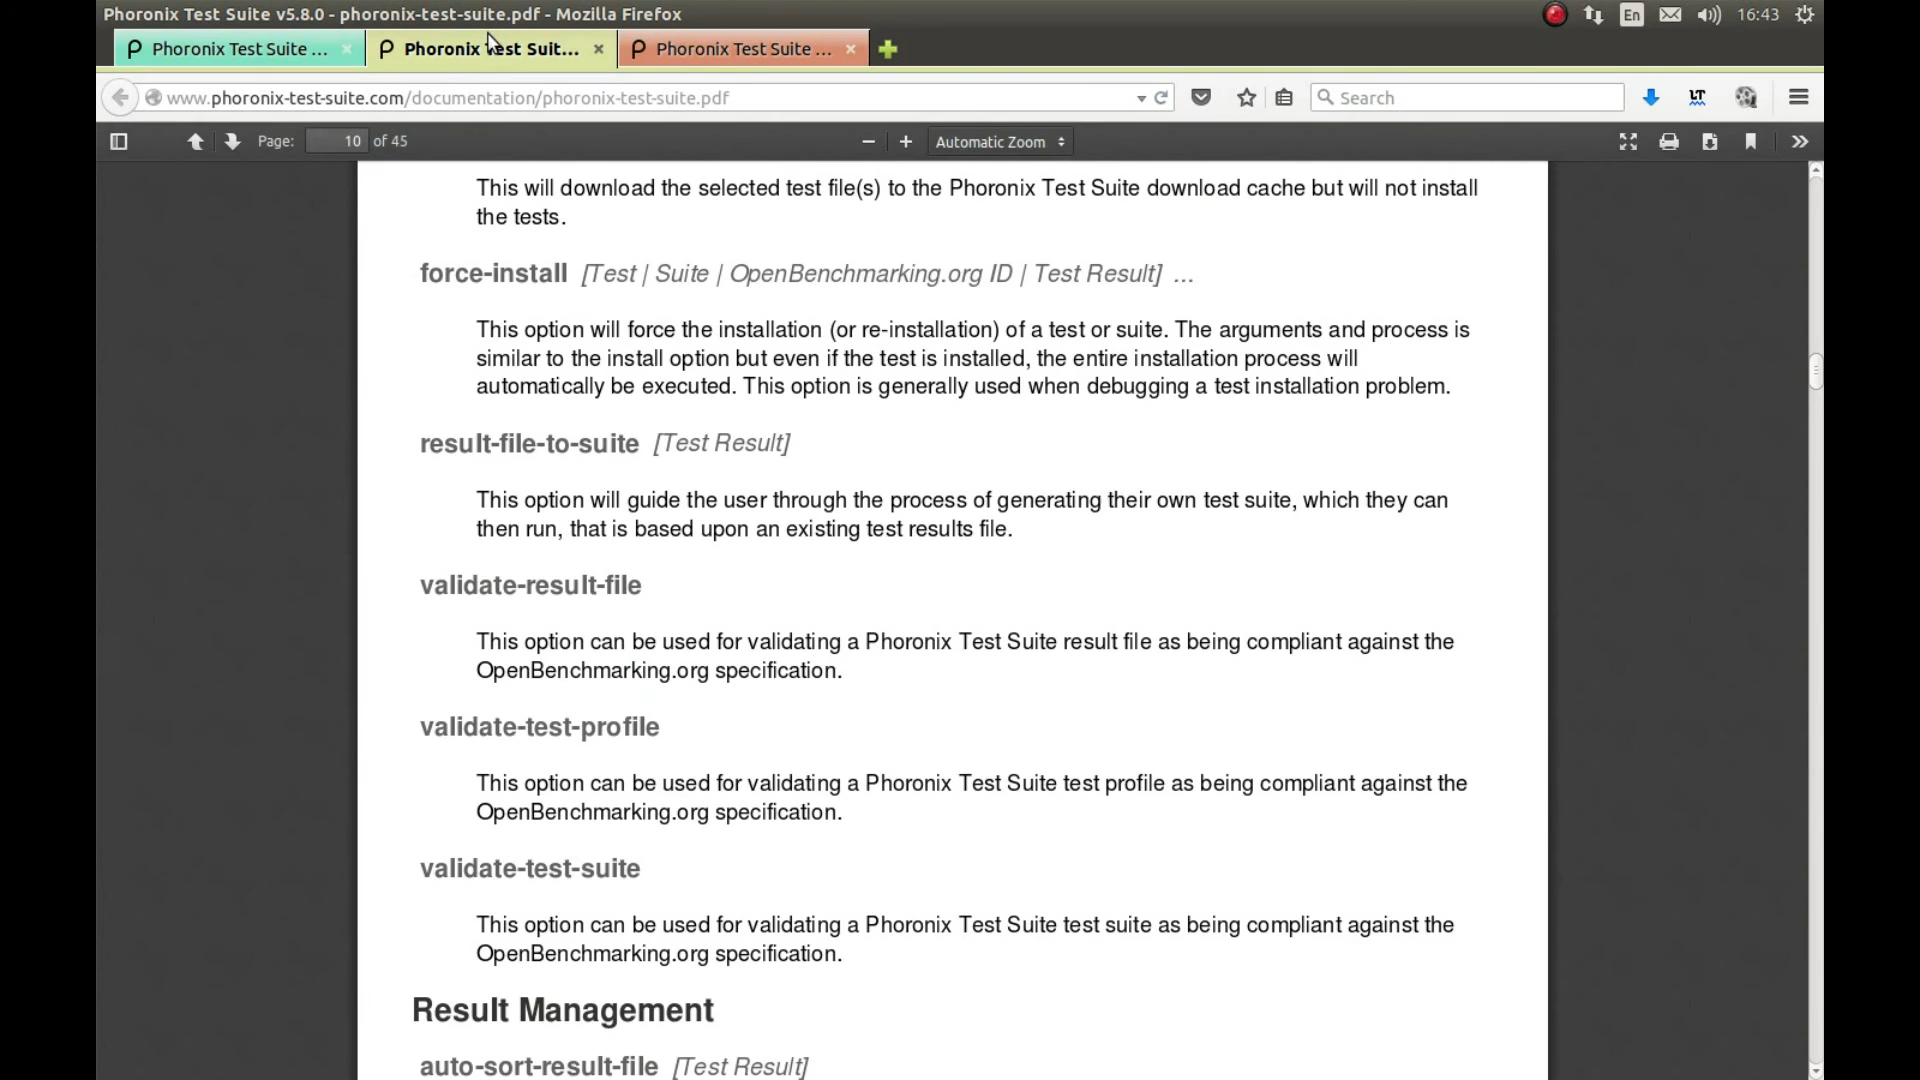 Phoronix Test Suite v5.8.0 - phoronix-test-suite.pdf - Mozilla Firefox
En
16:43
Phoronix Test Suite ...
Phoronix Test Suit...
Phoronix Test Suite ...
www.phoronix-test-suite.com/documentation/phoronix-test-suite.pdf
Search
LT
Page: 10 of 45
Automatic Zoom
This will download the selected test file(s) to the Phoronix Test Suite download cache but will not install
the tests.
force-install [Test | Suite | OpenBenchmarking.org ID | Test Result] ...
This option will force the installation (or re-installation) of a test or suite. The arguments and process is
similar to the install option but even if the test is installed, the entire installation process will
automatically be executed. This option is generally used when debugging a test installation problem.
result-file-to-suite [Test Result]
This option will guide the user through the process of generating their own test suite, which they can
then run, that is based upon an existing test results file.
validate-result-file
This option can be used for validating a Phoronix Test Suite result file as being compliant against the
OpenBenchmarking.org specification.
validate-test-profile
This option can be used for validating a Phoronix Test Suite test profile as being compliant against the
OpenBenchmarking.org specification.
validate-test-suite
This option can be used for validating a Phoronix Test Suite test suite as being compliant against the
OpenBenchmarking.org specification.
Result Management
auto-sort-result-file [Test Result]